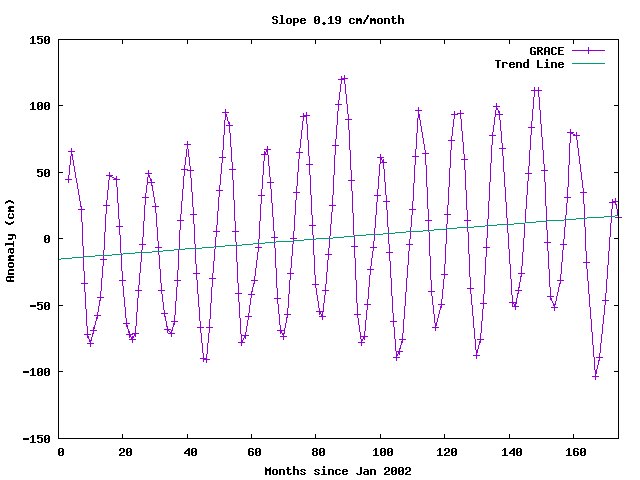 Slope 0.19 cm/month
150
100
50
0
-50
-100
-150
Anomaly (cm)
GRACE
Trend Line
0 20 40 60 80 100 120 140 160
Months since Jan 2002